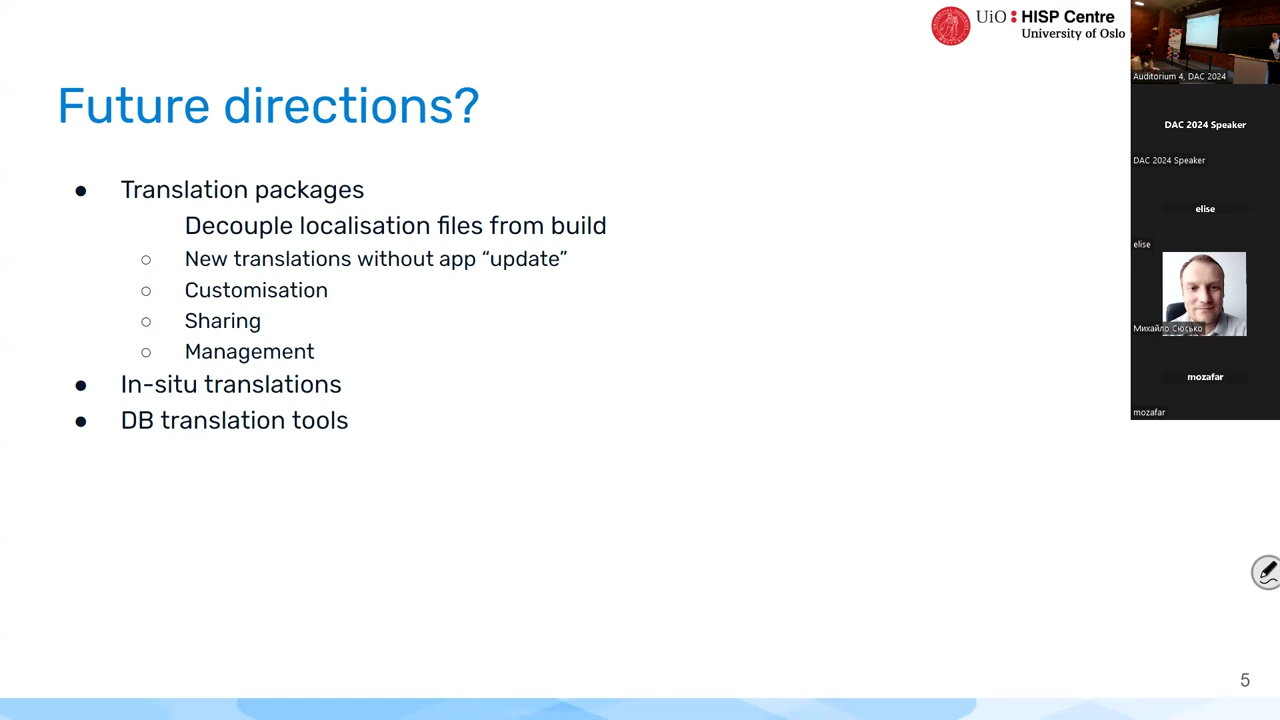 UiO : HISP Centre
University of Oslo
Future directions?
● Translation packages
Decouple localisation files from build
○ New translations without app “update”
○ Customisation
○ Sharing
○ Management
● In-situ translations
● DB translation tools
5
Auditorium 4, DAC 2024
DAC 2024 Speaker
DAC 2024 Speaker
elise
elise
Михайло Сюсько
mozafar
mozafar